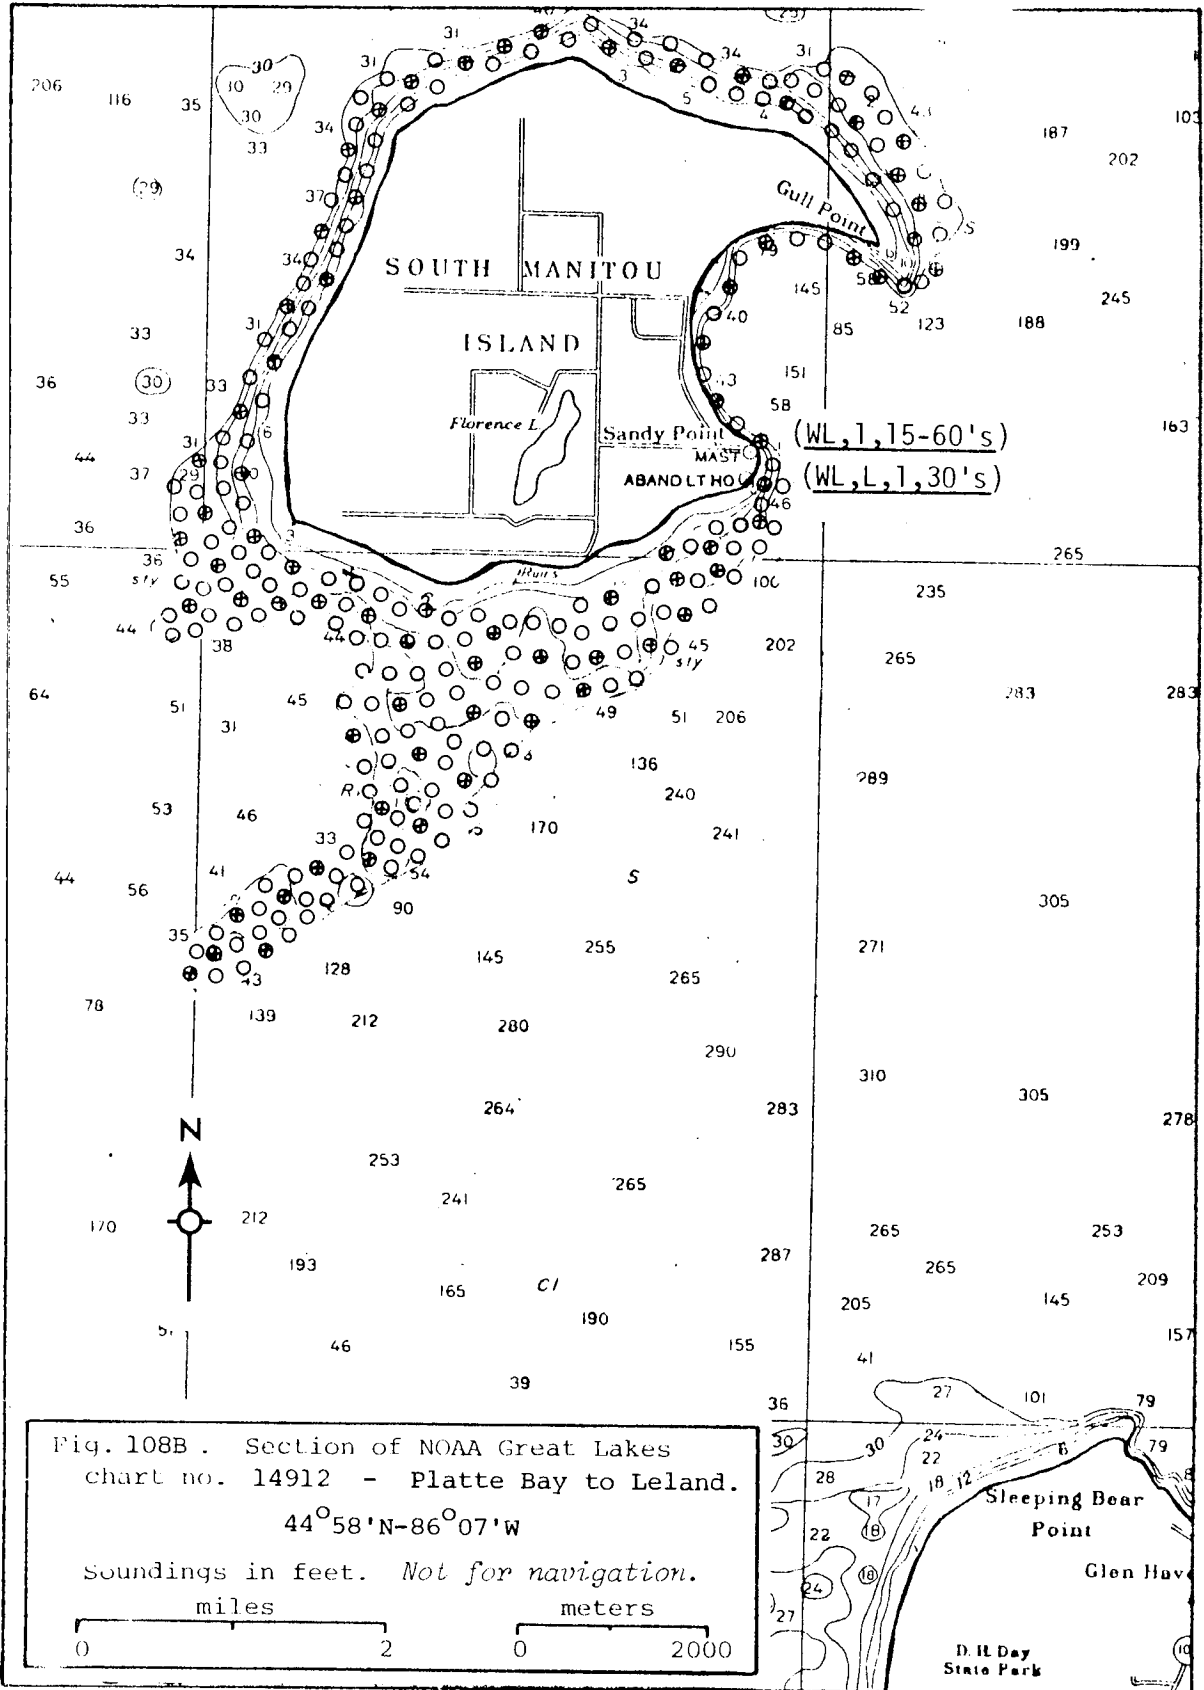 31 34 29
206 116 35 30 30 29 30 31 3 34 31 43 103
34 33 5 4 2 187 202
29 37 Gull Point
34 34 SOUTH MANITOU 79 145 58 S 199
ISLAND 40 52 245
33 31 85 123 188
36 30 33 43 151
33 Florence L 58 163
31 6 Sandy Point (WL,1,15-60's)
44 MAST
37 29 ABAND LT HO (WL,L,1,30's)
36 3 46 265
36
55 sty Ruins 100 235
44 38 44 45 202 265
sty
64 51 45 49 51 206 283 283
31
136 289
R 240
53 46 33 170 241
44 56 41 54 S
90 305
35 145 255 271
43 128 265
78 139 212 280
290
310
264 283 305 278
N
253
241 265
170 212 265 253
193 287 265 209
165 Cl 205 145
190 157
46 155 41
39
36 27 101 79
30 30 24 79
28 22 18 12 6
17 Sleeping Bear
22 18 Point
24 18 Glen Hav
27
D. H. Day
State Park
10
Fig. 108B. Section of NOAA Great Lakes
chart no. 14912 - Platte Bay to Leland.
44°58'N-86°07'W
Soundings in feet. Not for navigation.
miles meters
0 2 0 2000